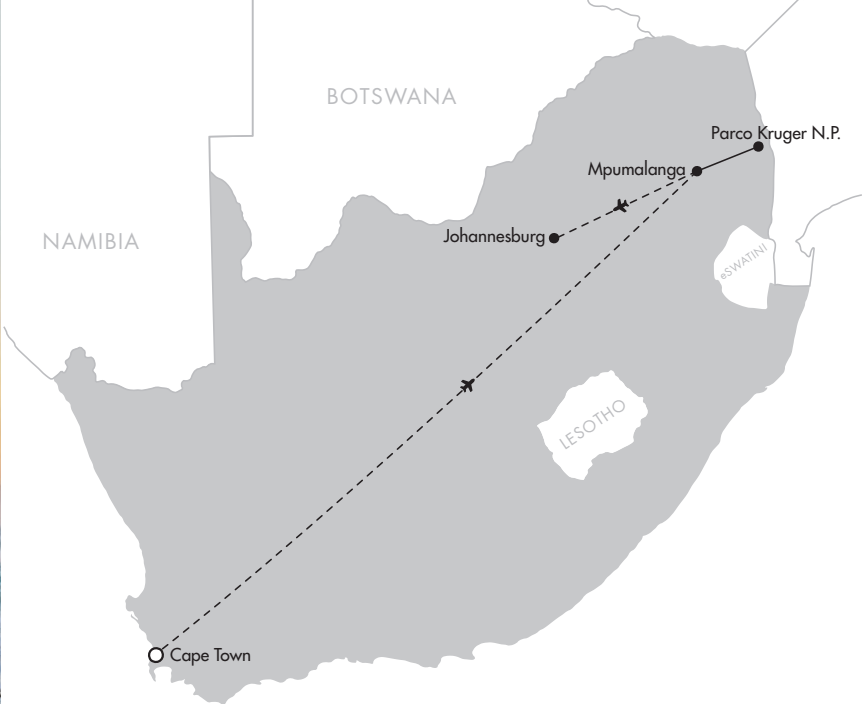 BOTSWANA
Parco Kruger N.P.
Mpumalanga
Johannesburg
NAMIBIA
eSWATINI
LESOTHO
Cape Town